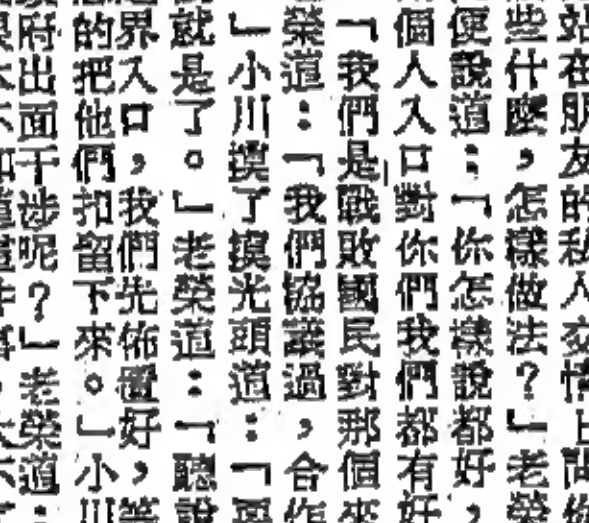 站在朋友的私人交情上問
些什麼,怎樣做法?」老榮
便說道:「你怎樣說都好,
個人入口對你們我們都有好
「我們是戰敗國民對那個來
榮道:「我們協議過,合作
」小川摸了摸光頭道:「
就是了。」老榮道:「聽說
界入口,我們先佈置好,等
的把他們扣留下來。」小川
府出面干涉呢?」老榮道: